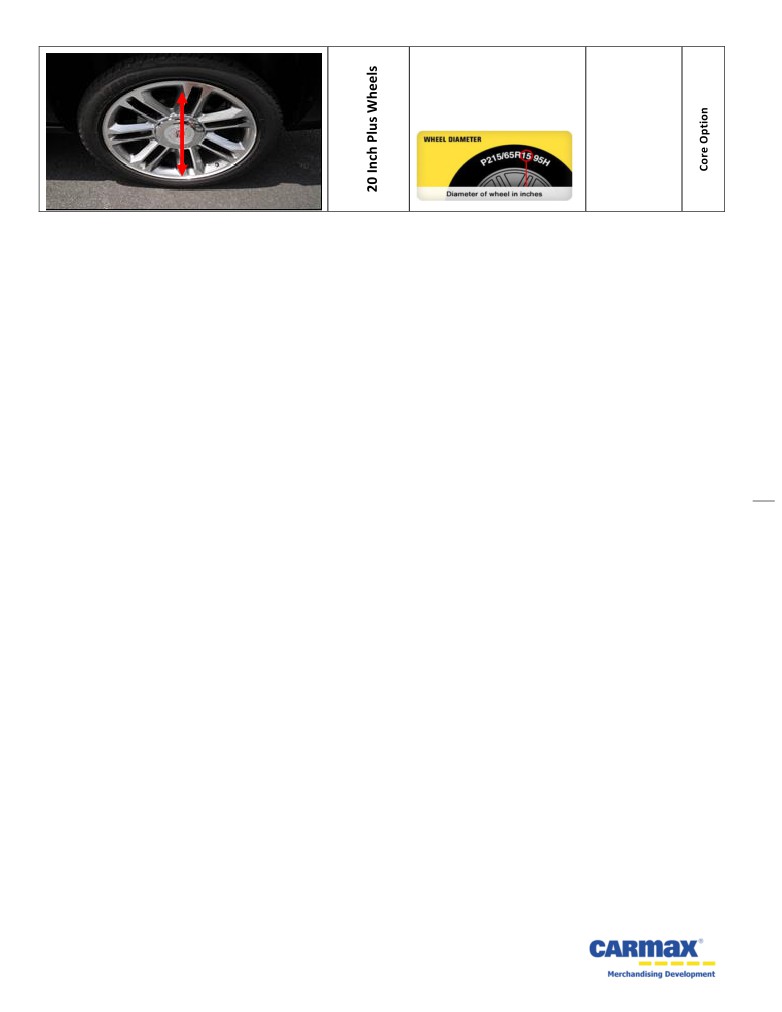 20 Inch Plus Wheels
WHEEL DIAMETER
P215/65R15 95H
Diameter of wheel in inches
Core Option
CARMAX®
Merchandising Development